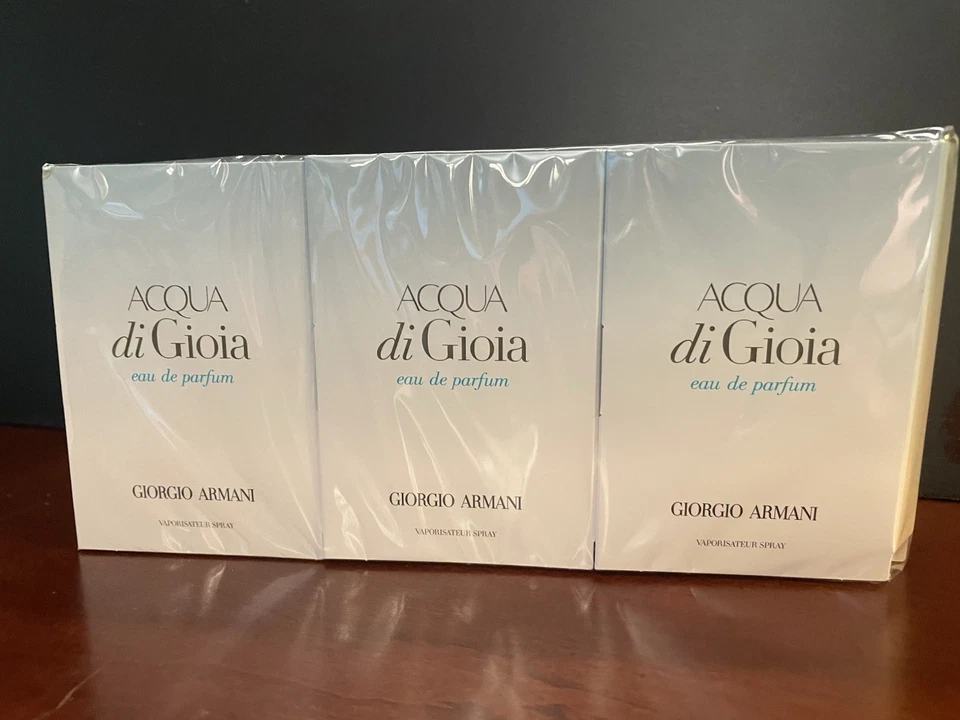 ACQUA
di Gioia
eau de parfum
GIORGIO ARMANI
VAPORISATEUR SPRAY
ACQUA
di Gioia
eau de parfum
GIORGIO ARMANI
VAPORISATEUR SPRAY
ACQUA
di Gioia
eau de parfum
GIORGIO ARMANI
VAPORISATEUR SPRAY